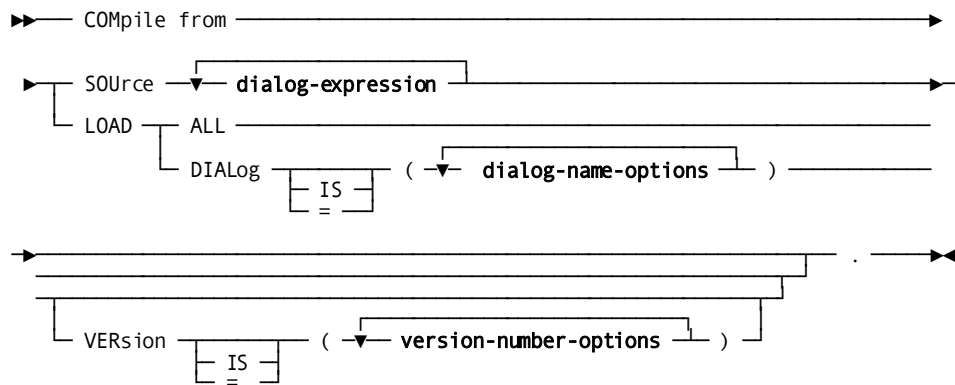 COMpile from
SOUrce dialog-expression
LOAD ALL
DIALog IS = ( dialog-name-options )
.
VERsion IS = ( version-number-options )